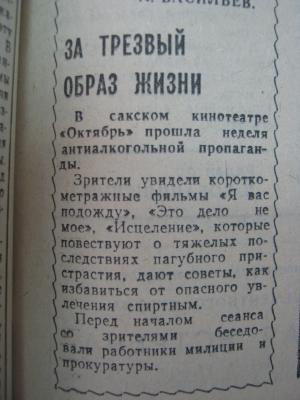 ВАСИЛЬЕВ.
ЗА ТРЕЗВЫЙ
ОБРАЗ ЖИЗНИ
В сакском кинотеатре
«Октябрь» прошла неделя
антиалкогольной пропаган-
ды.
Зрители увидели коротко-
метражные фильмы «Я вас
подожду», «Это дело не
мое», «Исцеление», которые
повествуют о тяжелых по-
следствиях пагубного при-
страстия, дают советы, как
избавиться от опасного ув-
лечения спиртным.
Перед началом сеанса
со зрителями беседо-
вали работники милиции и
прокуратуры.